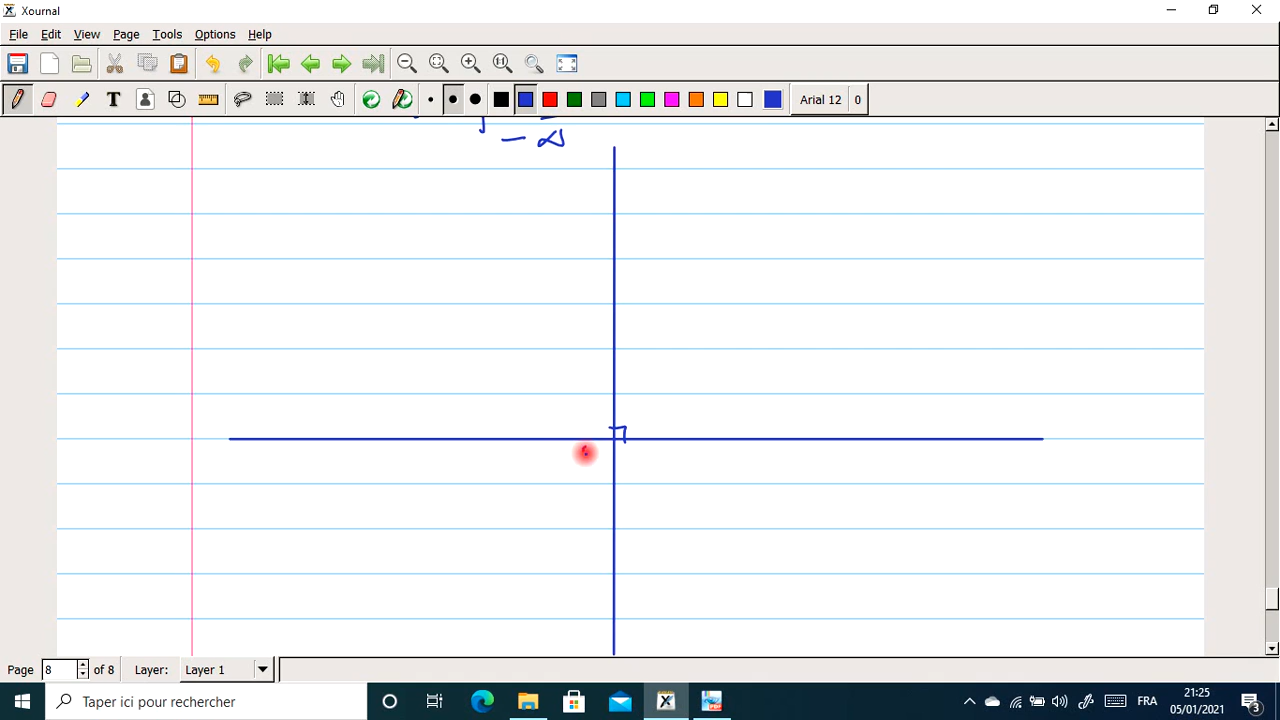 Xournal
File Edit View Page Tools Options Help
T Arial 12 0
- ∞
Page 8 of 8 Layer: Layer 1
Taper ici pour rechercher FRA 21:25
05/01/2021 3